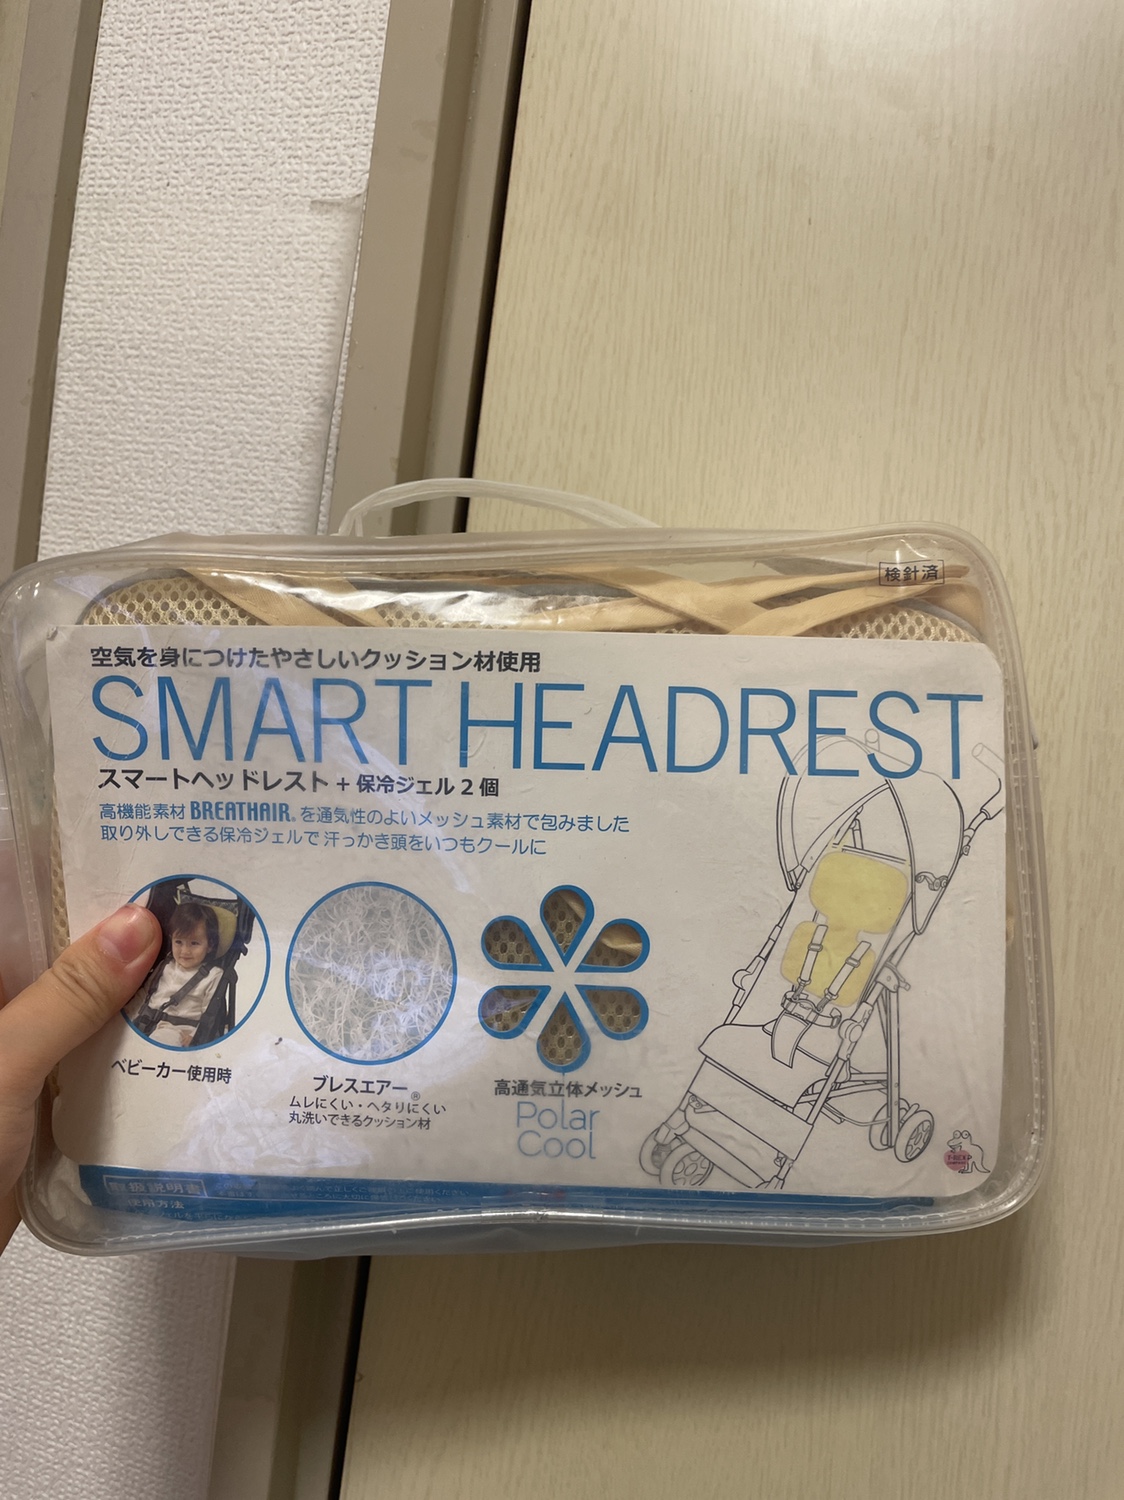 検針済
空気を身につけたやさしいクッション材使用
SMART HEADREST
スマートヘッドレスト + 保冷ジェル 2 個
高機能素材 BREATHAIR® を通気性のよいメッシュ素材で包みました
取り外しできる保冷ジェルで 汗っかき頭をいつもクールに
ベビーカー使用時
ブレスエアー®
ムレにくい・ヘタリにくい
丸洗いできるクッション材
高通気立体メッシュ
Polar
Cool
取扱説明書
使用方法